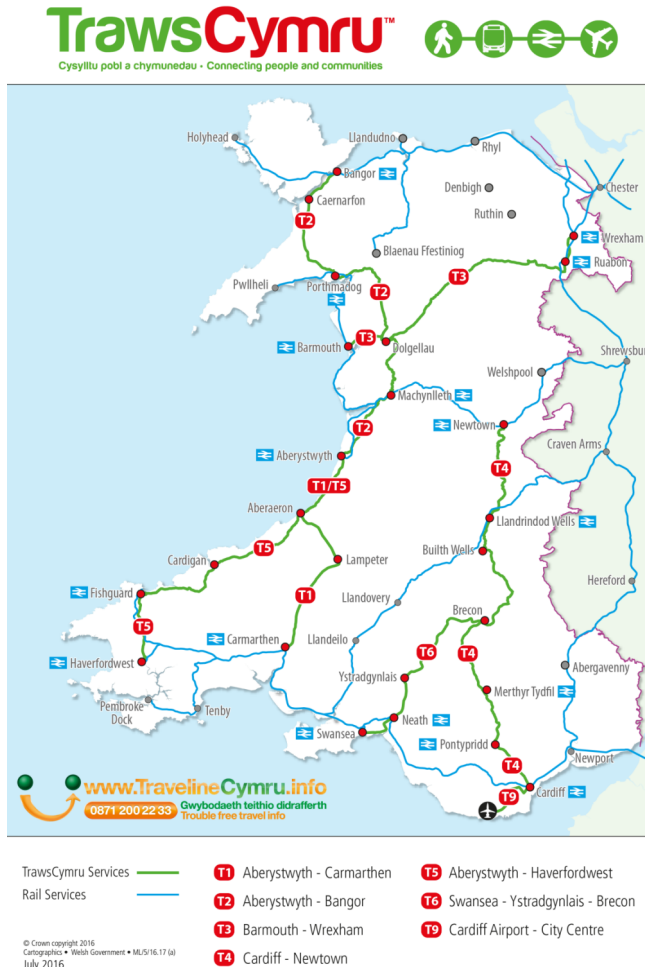 TrawsCymru™
Cysylltu pobl a chymunedau • Connecting people and communities
Holyhead
Llandudno
Rhyl
Bangor
Denbigh
Chester
Caernarfon
Ruthin
T2
Wrexham
Blaenau Ffestiniog
Ruabon
Pwllheli
Porthmadog
T2
T3
T3
Barmouth
Dolgellau
Shrewsbu
Welshpool
Machynlleth
T2
Newtown
Craven Arms
Aberystwyth
T4
T1/T5
Aberaeron
Llandrindod Wells
T5
Builth Wells
Cardigan
Lampeter
Hereford
Fishguard
T1
Llandovery
Brecon
T5
Carmarthen
Llandeilo
T6
T4
Haverfordwest
Abergavenny
Ystradgynlais
Merthyr Tydfil
Pembroke
Dock
Tenby
Neath
Swansea
Pontypridd
Newport
T4
www.TravelineCymru.info
0871 200 22 33
Gwybodaeth teithio didrafferth
Trouble free travel info
T9
Cardiff
TrawsCymru Services
Rail Services
T1 Aberystwyth - Carmarthen
T2 Aberystwyth - Bangor
T3 Barmouth - Wrexham
T4 Cardiff - Newtown
T5 Aberystwyth - Haverfordwest
T6 Swansea - Ystradgynlais - Brecon
T9 Cardiff Airport - City Centre
© Crown copyright 2016
Cartographics • Welsh Government • ML/5/16.17 (a)
July 2016